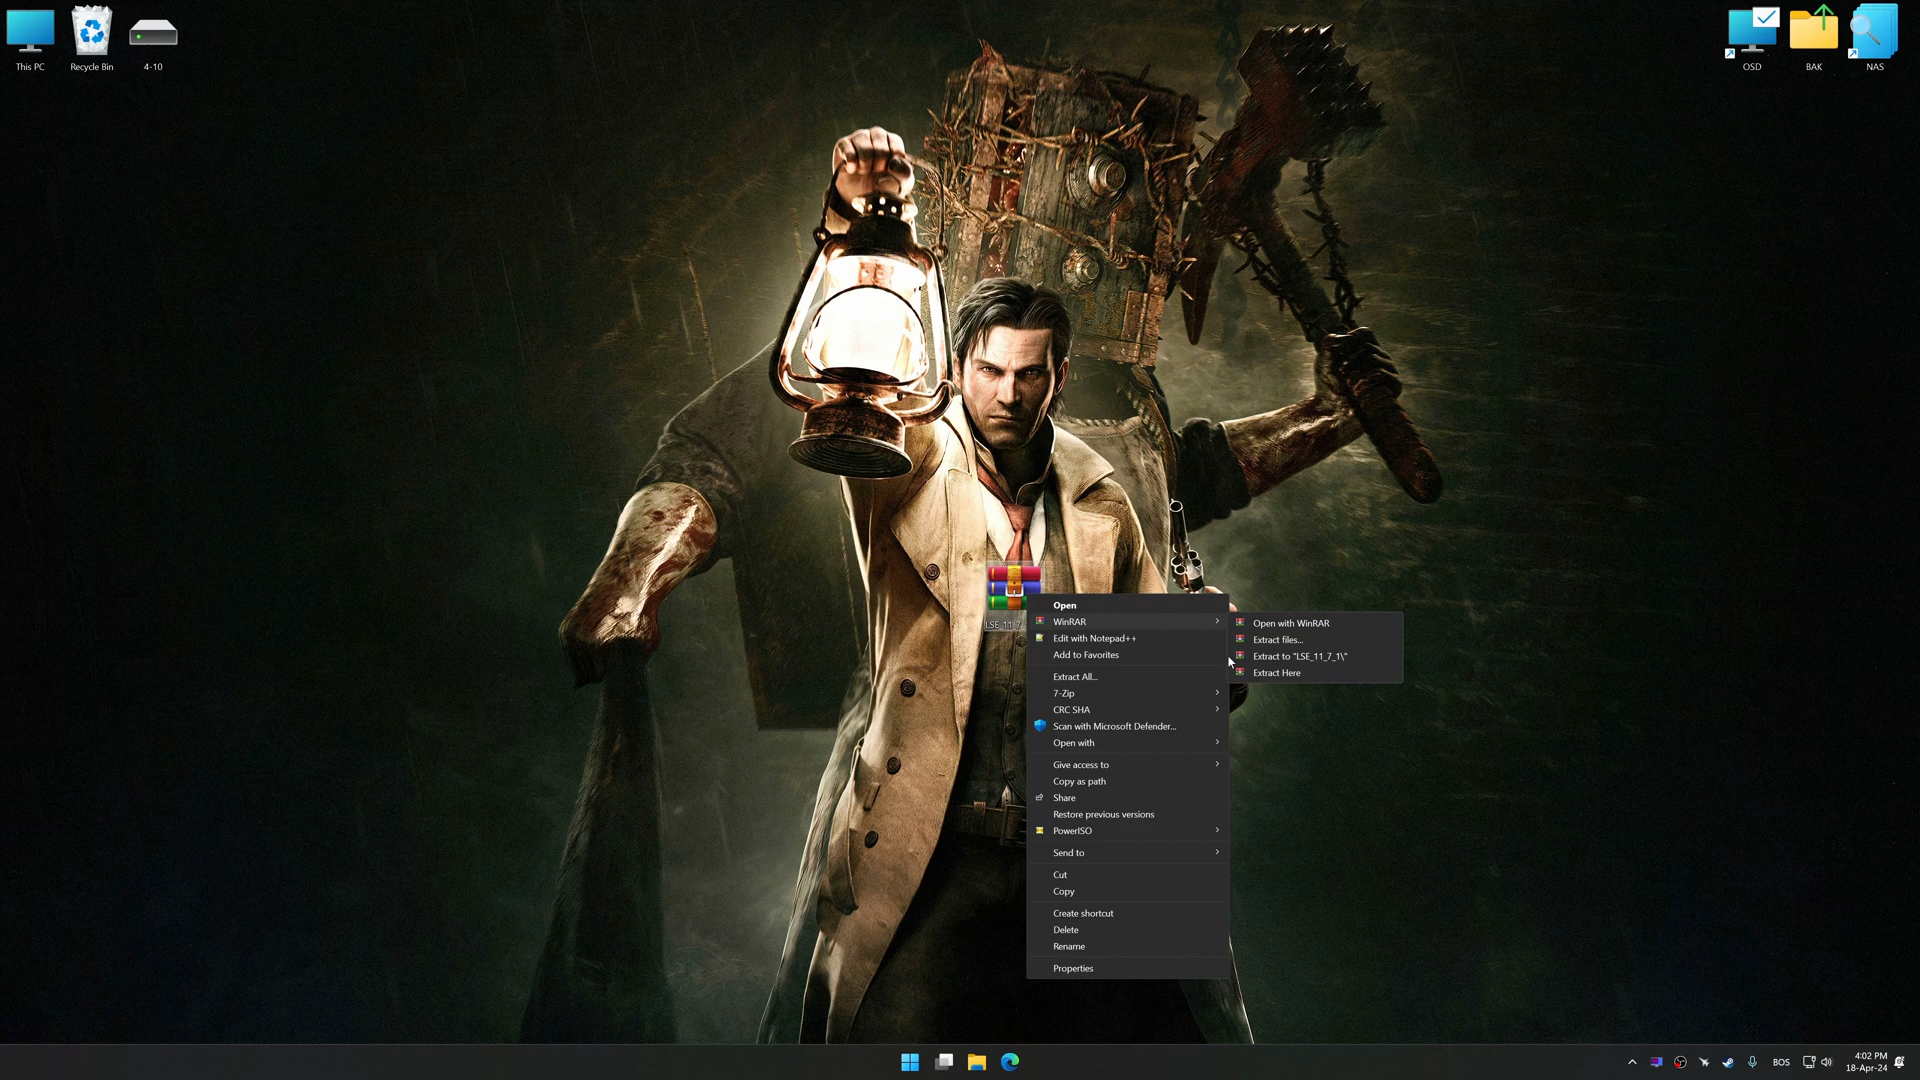 This PC
Recycle Bin
4-10
OSD
BAK
NAS
LSE_11_7_
Open
WinRAR
Edit with Notepad++
Add to Favorites
Extract All...
7-Zip
CRC SHA
Scan with Microsoft Defender...
Open with
Give access to
Copy as path
Share
Restore previous versions
PowerISO
Send to
Cut
Copy
Create shortcut
Delete
Rename
Properties
Open with WinRAR
Extract files...
Extract to "LSE_11_7_1\"
Extract Here
BOS
4:02 PM
18-Apr-24